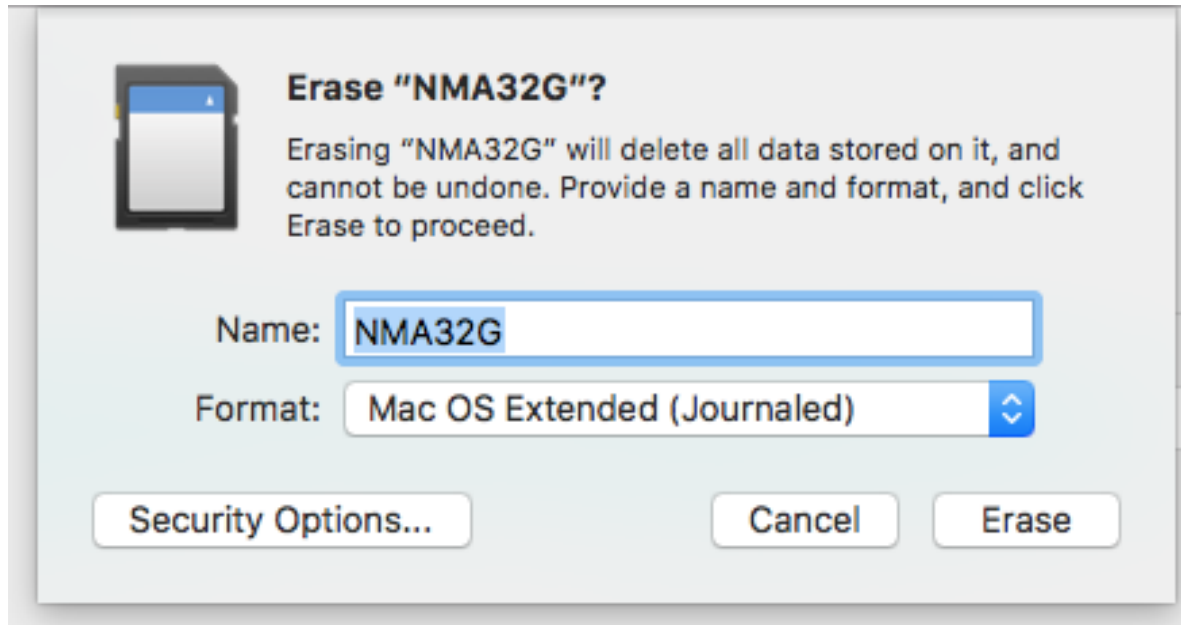 Erase “NMA32G”?
Erasing “NMA32G” will delete all data stored on it, and
cannot be undone. Provide a name and format, and click
Erase to proceed.
Name: NMA32G
Format: Mac OS Extended (Journaled)
Security Options... Cancel Erase